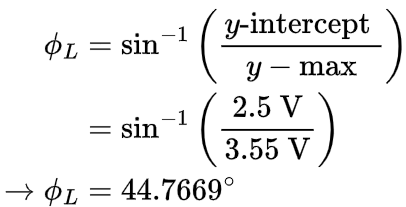 ϕ_L = sin⁻¹ (y-intercept / y − max)
= sin⁻¹ (2.5 V / 3.55 V)
→ ϕ_L = 44.7669°